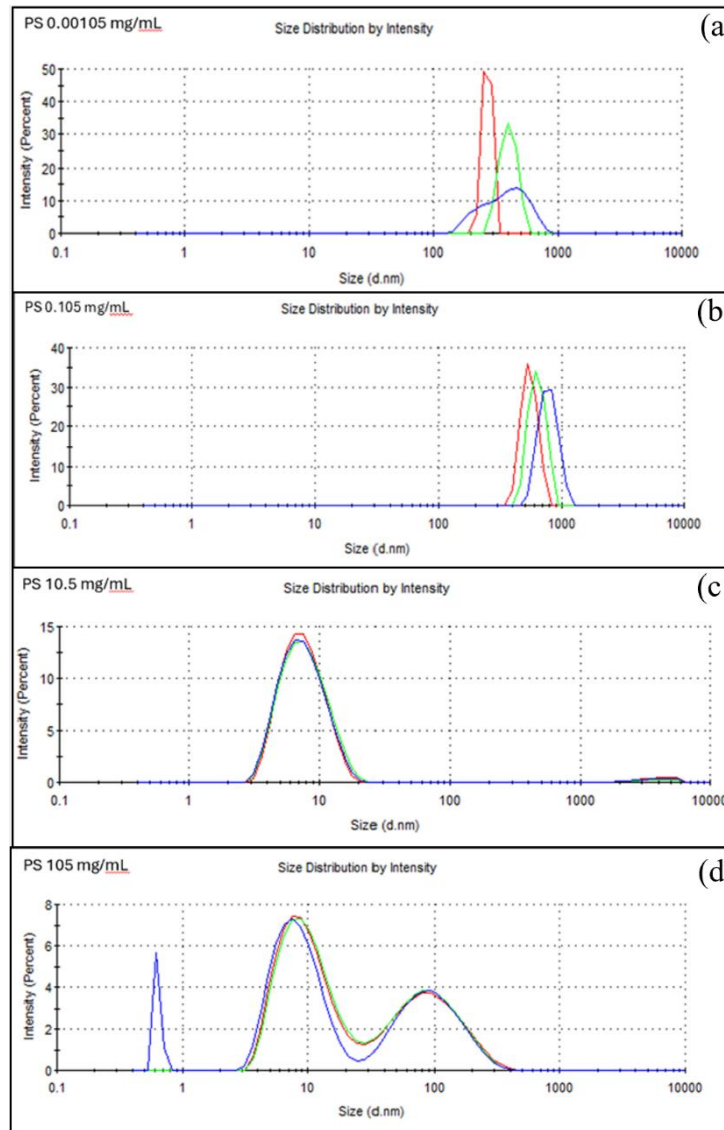 PS 0.00105 mg/mL
Size Distribution by Intensity
(a)
Intensity (Percent)
50
40
30
20
10
0
0.1 1 10 100 1000 10000
Size (d.nm)
PS 0.105 mg/mL
Size Distribution by Intensity
(b)
Intensity (Percent)
40
30
20
10
0
0.1 1 10 100 1000 10000
Size (d.nm)
PS 10.5 mg/mL
Size Distribution by Intensity
(c
Intensity (Percent)
15
10
5
0
0.1 1 10 100 1000 10000
Size (d.nm)
PS 105 mg/mL
Size Distribution by Intensity
(d
Intensity (Percent)
8
6
4
2
0
0.1 1 10 100 1000 10000
Size (d.nm)